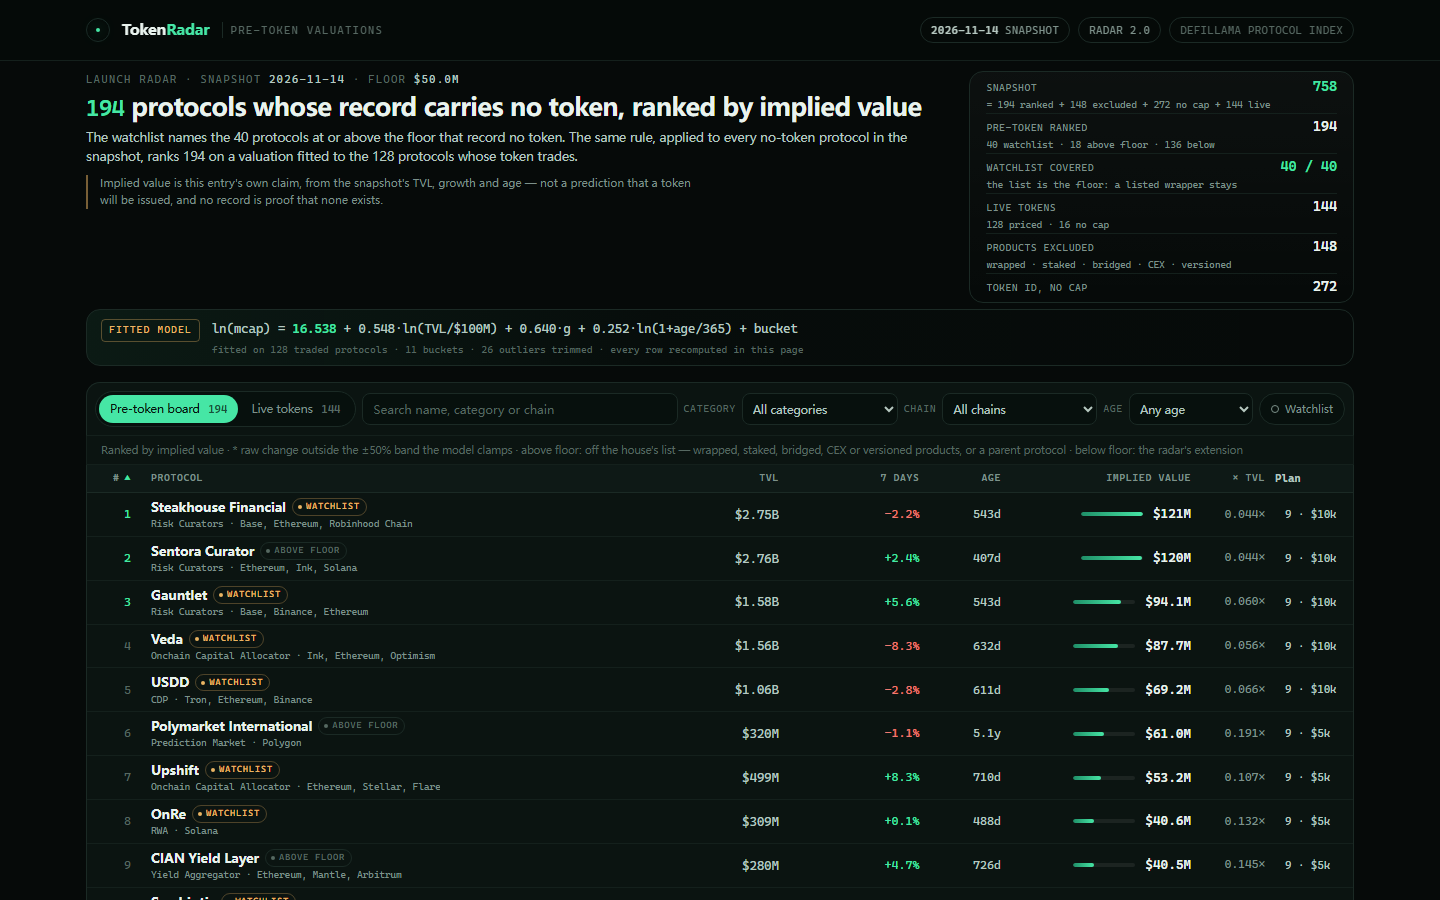 TokenRadar PRE-TOKEN VALUATIONS 2026-11-14 SNAPSHOT RADAR 2.0 DEFILLAMA PROTOCOL INDEX
LAUNCH RADAR · SNAPSHOT 2026-11-14 · FLOOR $50.0M
194 protocols whose record carries no token, ranked by implied value
The watchlist names the 40 protocols at or above the floor that record no token. The same rule, applied to every no-token protocol in the
snapshot, ranks 194 on a valuation fitted to the 128 protocols whose token trades.
Implied value is this entry's own claim, from the snapshot's TVL, growth and age — not a prediction that a token
will be issued, and no record is proof that none exists.
SNAPSHOT 758
= 194 ranked + 148 excluded + 272 no cap + 144 live
PRE-TOKEN RANKED 194
40 watchlist · 18 above floor · 136 below
WATCHLIST COVERED 40 / 40
the list is the floor: a listed wrapper stays
LIVE TOKENS 144
128 priced · 16 no cap
PRODUCTS EXCLUDED 148
wrapped · staked · bridged · CEX · versioned
TOKEN ID, NO CAP 272
FITTED MODEL ln(mcap) = 16.538 + 0.548·ln(TVL/$100M) + 0.640·g + 0.252·ln(1+age/365) + bucket
fitted on 128 traded protocols · 11 buckets · 26 outliers trimmed · every row recomputed in this page
Pre-token board 194 Live tokens 144 Search name, category or chain CATEGORY All categories CHAIN All chains AGE Any age Watchlist
Ranked by implied value · * raw change outside the ±50% band the model clamps · above floor: off the house's list — wrapped, staked, bridged, CEX or versioned products, or a parent protocol · below floor: the radar's extension
# ▲ PROTOCOL TVL 7 DAYS AGE IMPLIED VALUE × TVL Plan
1 Steakhouse Financial WATCHLIST $2.75B −2.2% 543d $121M 0.044× 9 · $10k
Risk Curators · Base, Ethereum, Robinhood Chain
2 Sentora Curator ABOVE FLOOR $2.76B +2.4% 407d $120M 0.044× 9 · $10k
Risk Curators · Ethereum, Ink, Solana
3 Gauntlet WATCHLIST $1.58B +5.6% 543d $94.1M 0.060× 9 · $10k
Risk Curators · Base, Binance, Ethereum
4 Veda WATCHLIST $1.56B −8.3% 632d $87.7M 0.056× 9 · $10k
Onchain Capital Allocator · Ink, Ethereum, Optimism
5 USDD WATCHLIST $1.06B −2.8% 611d $69.2M 0.066× 9 · $10k
CDP · Tron, Ethereum, Binance
6 Polymarket International ABOVE FLOOR $320M −1.1% 5.1y $61.0M 0.191× 9 · $5k
Prediction Market · Polygon
7 Upshift WATCHLIST $499M +8.3% 710d $53.2M 0.107× 9 · $5k
Onchain Capital Allocator · Ethereum, Stellar, Flare
8 OnRe WATCHLIST $309M +0.1% 488d $40.6M 0.132× 9 · $5k
RWA · Solana
9 CIAN Yield Layer ABOVE FLOOR $280M +4.7% 726d $40.5M 0.145× 9 · $5k
Yield Aggregator · Ethereum, Mantle, Arbitrum